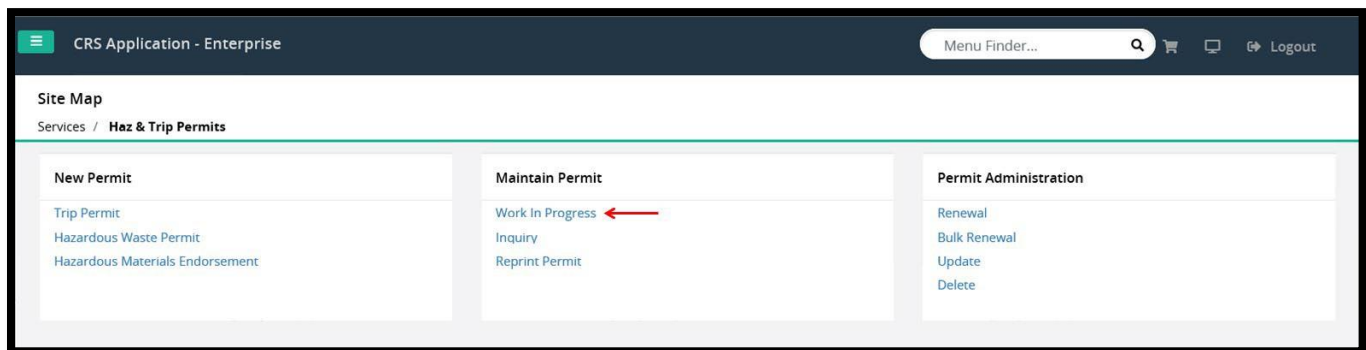 CRS Application - Enterprise
Menu Finder...
Logout
Site Map
Services / Haz & Trip Permits
New Permit
Trip Permit
Hazardous Waste Permit
Hazardous Materials Endorsement
Maintain Permit
Work In Progress
Inquiry
Reprint Permit
Permit Administration
Renewal
Bulk Renewal
Update
Delete